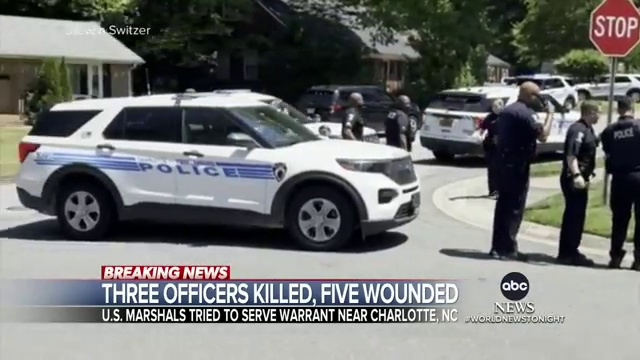 Switzer
STOP
POLICE
BREAKING NEWS
THREE OFFICERS KILLED, FIVE WOUNDED
U.S. MARSHALS TRIED TO SERVE WARRANT NEAR CHARLOTTE, NC
abc
NEWS
#WORLDNEWSTONIGHT